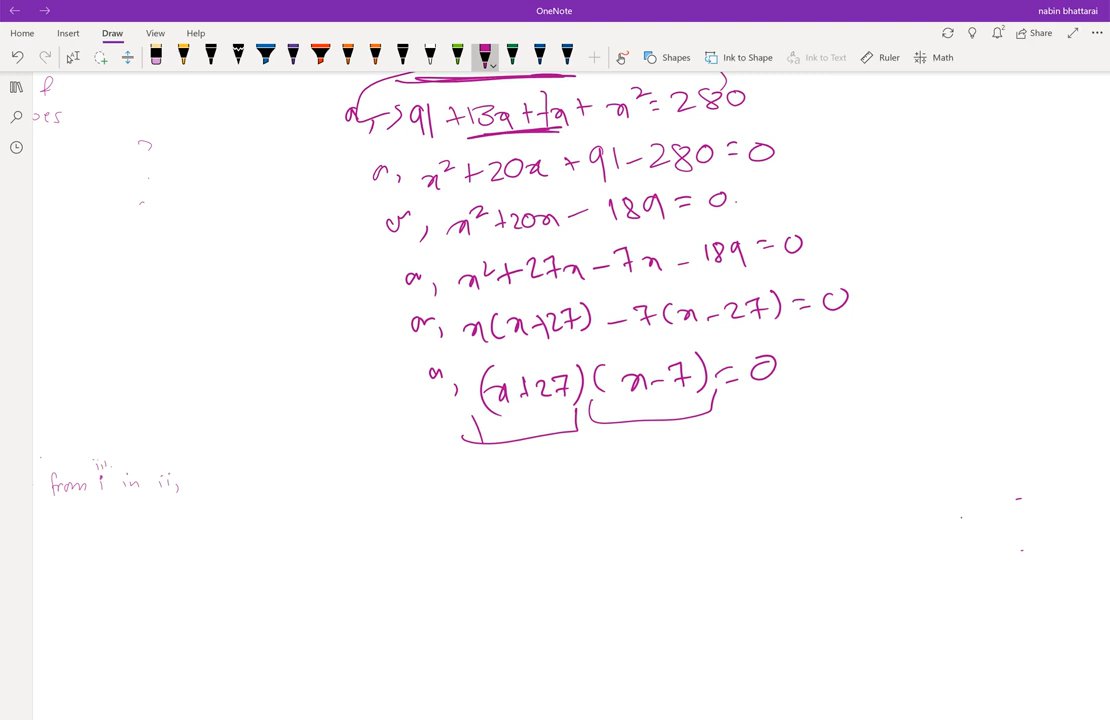 OneNote
nabin bhattarai
Home Insert Draw View Help
Share
Shapes Ink to Shape Ink to Text Ruler Math
or, 91 + 13x + 7x + x² = 280
or, x² + 20x + 91 - 280 = 0
or, x² + 20x - 189 = 0
or, x² + 27x - 7x - 189 = 0
or, x(x+27) - 7(x-27) = 0
or, (x+27)(x-7) = 0
iii
from i in ii,